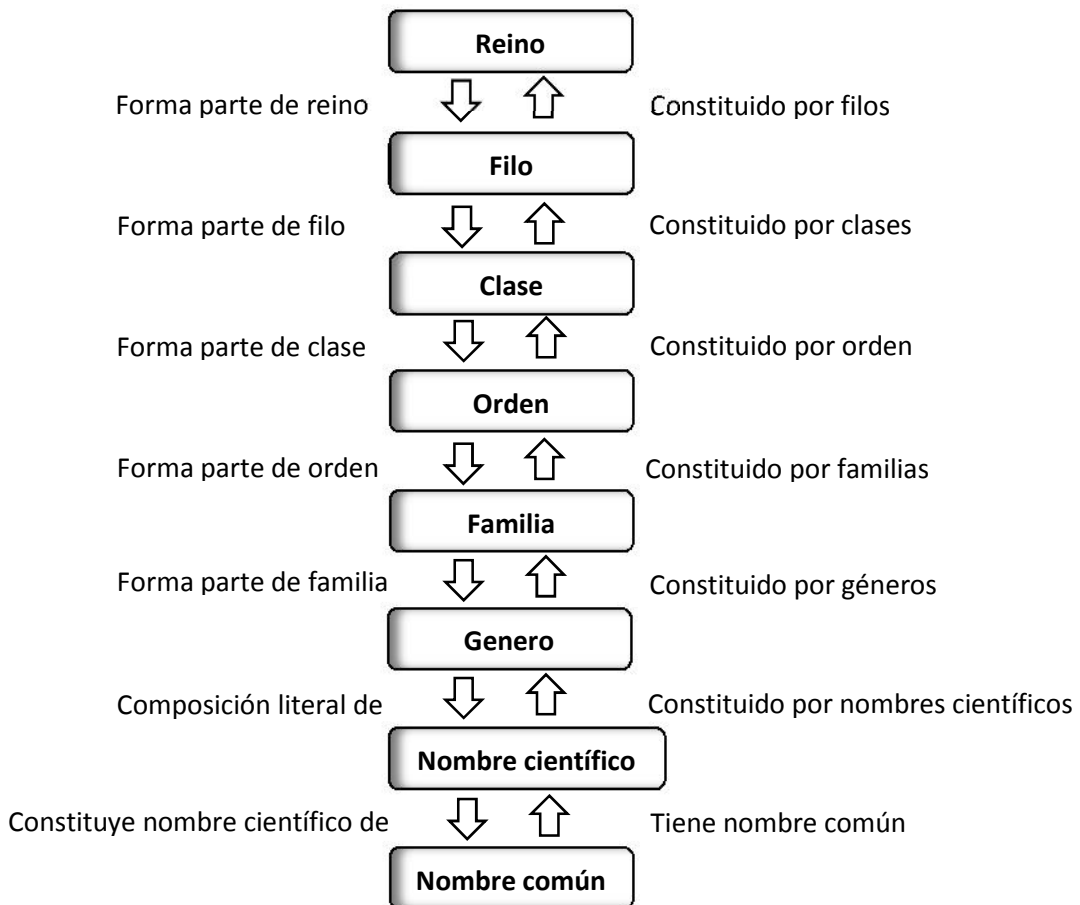 Reino
Forma parte de reino
Constituido por filos
Filo
Forma parte de filo
Constituido por clases
Clase
Forma parte de clase
Constituido por orden
Orden
Forma parte de orden
Constituido por familias
Familia
Forma parte de familia
Constituido por géneros
Genero
Composición literal de
Constituido por nombres científicos
Nombre científico
Constituye nombre científico de
Tiene nombre común
Nombre común